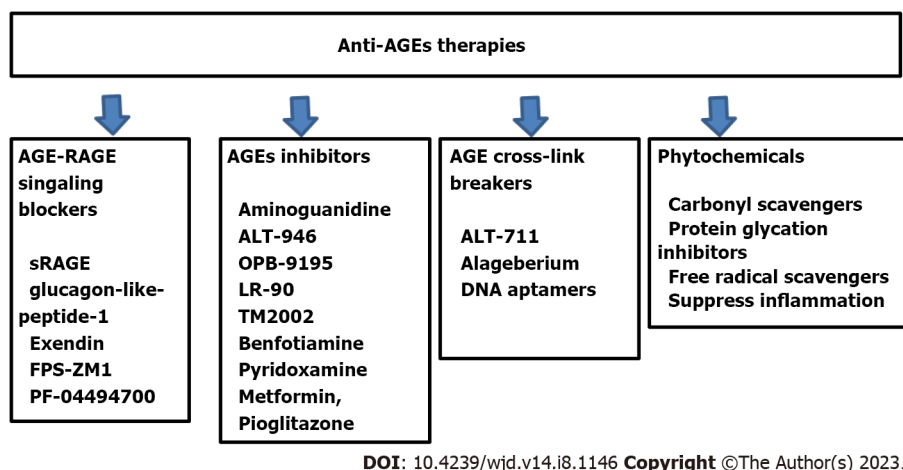 Anti-AGEs therapies
AGE-RAGE
singaling
blockers
sRAGE
glucagon-like-
peptide-1
Exendin
FPS-ZM1
PF-04494700
AGEs inhibitors
Aminoguanidine
ALT-946
OPB-9195
LR-90
TM2002
Benfotiamine
Pyridoxamine
Metformin,
Pioglitazone
AGE cross-link
breakers
ALT-711
Alageberium
DNA aptamers
Phytochemicals
Carbonyl scavengers
Protein glycation
inhibitors
Free radical scavengers
Suppress inflammation
DOI: 10.4239/wjd.v14.i8.1146 Copyright ©The Author(s) 2023.